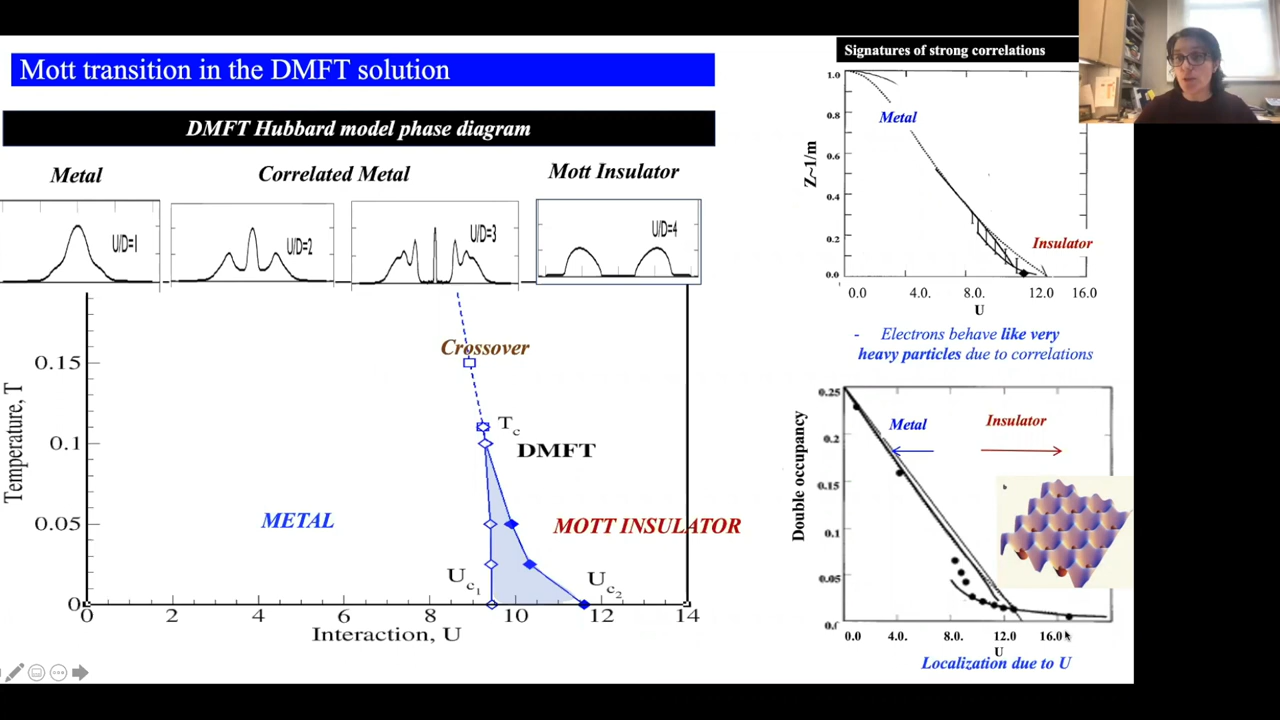 Mott transition in the DMFT solution
DMFT Hubbard model phase diagram
Metal
Correlated Metal
Mott Insulator
U/D=1
U/D=2
U/D=3
U/D=4
Crossover
Tc
DMFT
METAL
MOTT INSULATOR
Uc1
Uc2
Temperature, T
0.15
0.1
0.05
0
0 2 4 6 8 10 12 14
Interaction, U
Signatures of strong correlations
Z~1/m
1.0
0.8
0.6
0.4
0.2
0.0
Metal
Insulator
0.0 4.0. 8.0. 12.0 16.0
U
- Electrons behave like very
heavy particles due to correlations
Double occupancy
0.25
0.2
0.15
0.1
0.05
0.0
Metal
Insulator
b
0.0 4.0. 8.0. 12.0 16.0
U
Localization due to U